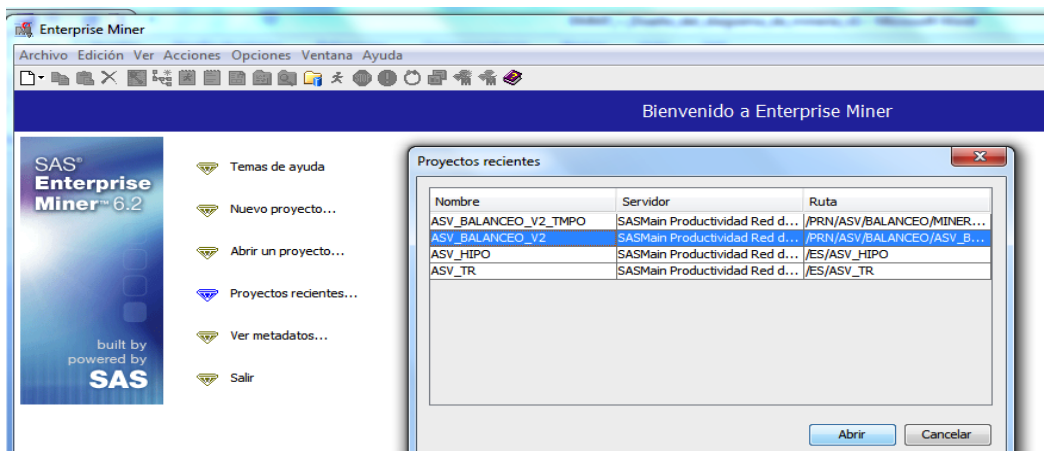 Enterprise Miner
Archivo Edición Ver Acciones Opciones Ventana Ayuda
Bienvenido a Enterprise Miner
SAS®
Enterprise
Miner™ 6.2
built by
powered by
SAS
Temas de ayuda
Nuevo proyecto...
Abrir un proyecto...
Proyectos recientes...
Ver metadatos...
Salir
Proyectos recientes
Nombre Servidor Ruta
ASV_BALANCEO_V2_TMPO SASMain Productividad Red d... /PRN/ASV/BALANCEO/MINER...
ASV_BALANCEO_V2 SASMain Productividad Red d... /PRN/ASV/BALANCEO/ASV_B...
ASV_HIPO SASMain Productividad Red d... /ES/ASV_HIPO
ASV_TR SASMain Productividad Red d... /ES/ASV_TR
Abrir Cancelar